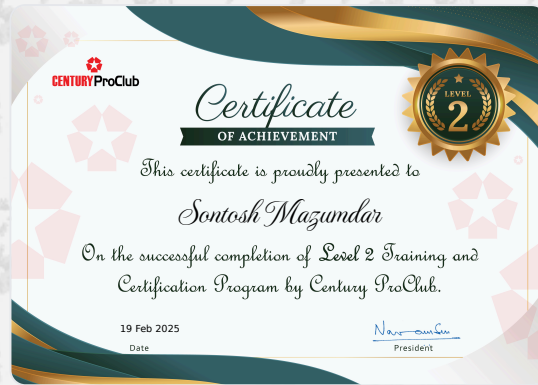 CENTURY ProClub
LEVEL
2
Certificate
OF ACHIEVEMENT
This certificate is proudly presented to
Sontosh Mazumdar
On the successful completion of Level 2 Training and
Certification Program by Century ProClub.
19 Feb 2025
Date
President